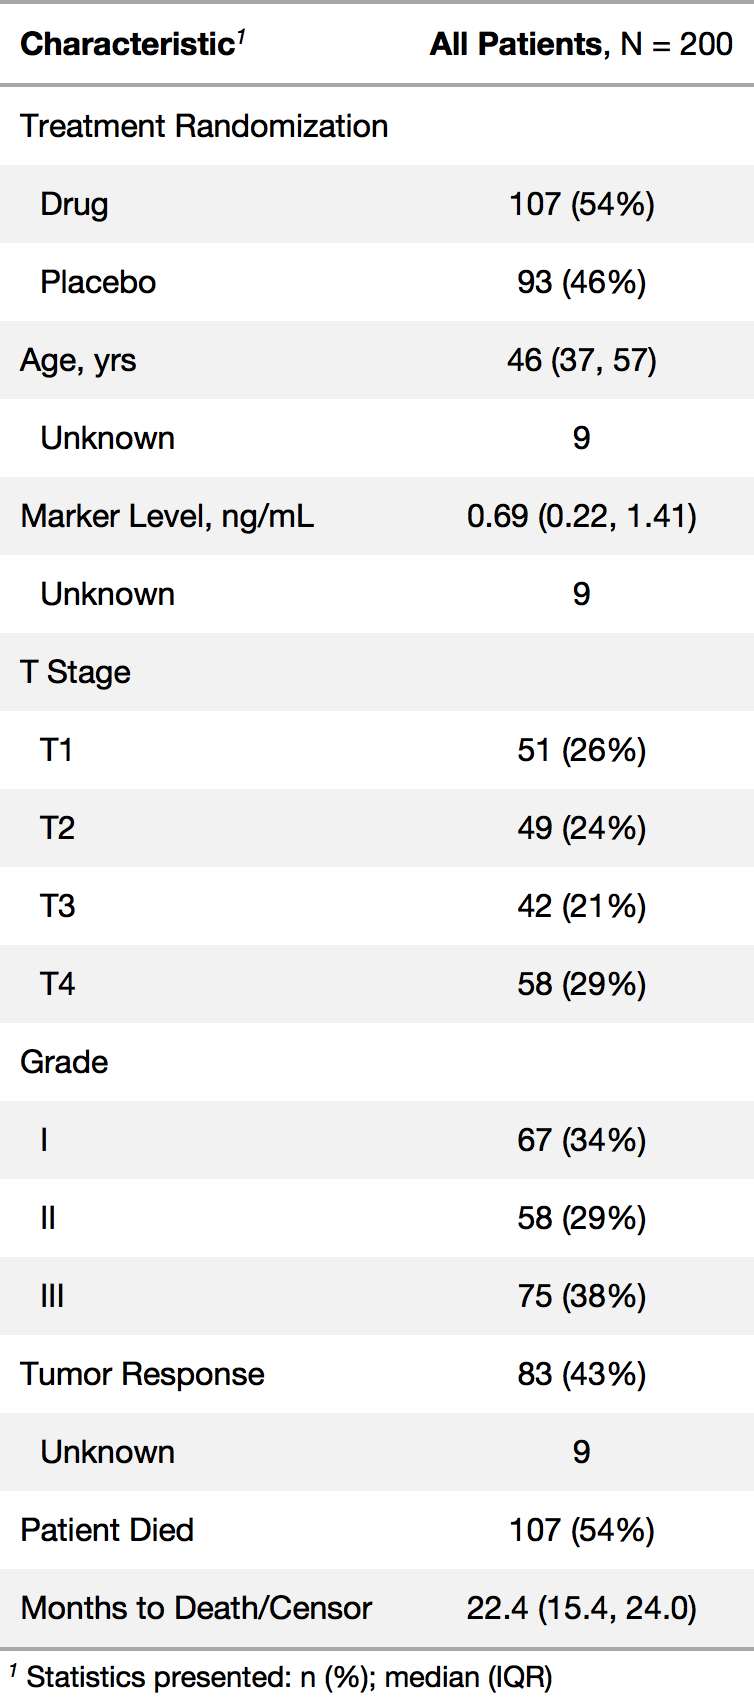 Characteristic1 All Patients, N = 200
Treatment Randomization
Drug 107 (54%)
Placebo 93 (46%)
Age, yrs 46 (37, 57)
Unknown 9
Marker Level, ng/mL 0.69 (0.22, 1.41)
Unknown 9
T Stage
T1 51 (26%)
T2 49 (24%)
T3 42 (21%)
T4 58 (29%)
Grade
I 67 (34%)
II 58 (29%)
III 75 (38%)
Tumor Response 83 (43%)
Unknown 9
Patient Died 107 (54%)
Months to Death/Censor 22.4 (15.4, 24.0)
1 Statistics presented: n (%); median (IQR)